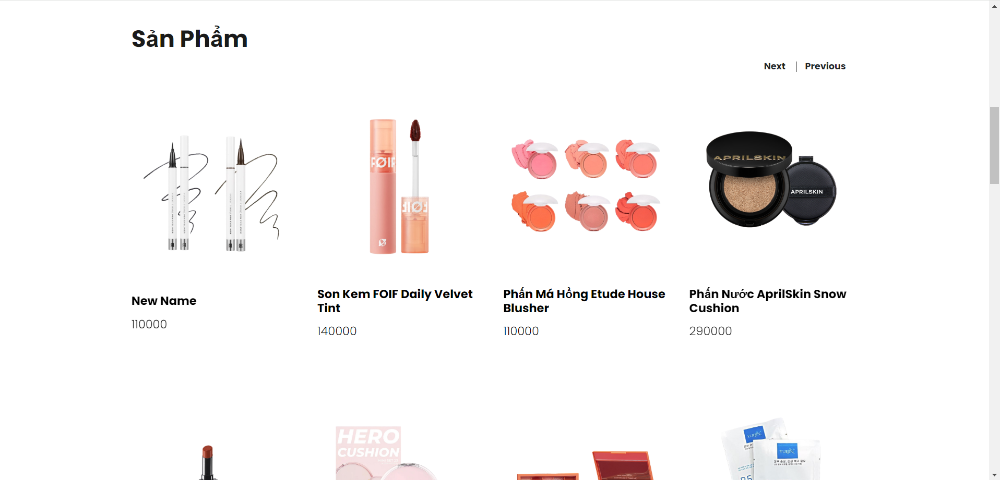 Sản Phẩm
Next
Previous
FØIF
FØIF
APRILSKIN
APRILSKIN
New Name
110000
Son Kem FOIF Daily Velvet
Tint
140000
Phấn Má Hồng Etude House
Blusher
110000
Phấn Nước AprilSkin Snow
Cushion
290000
HERO
CUSHION
YUEJIN
YUEJIN
B5